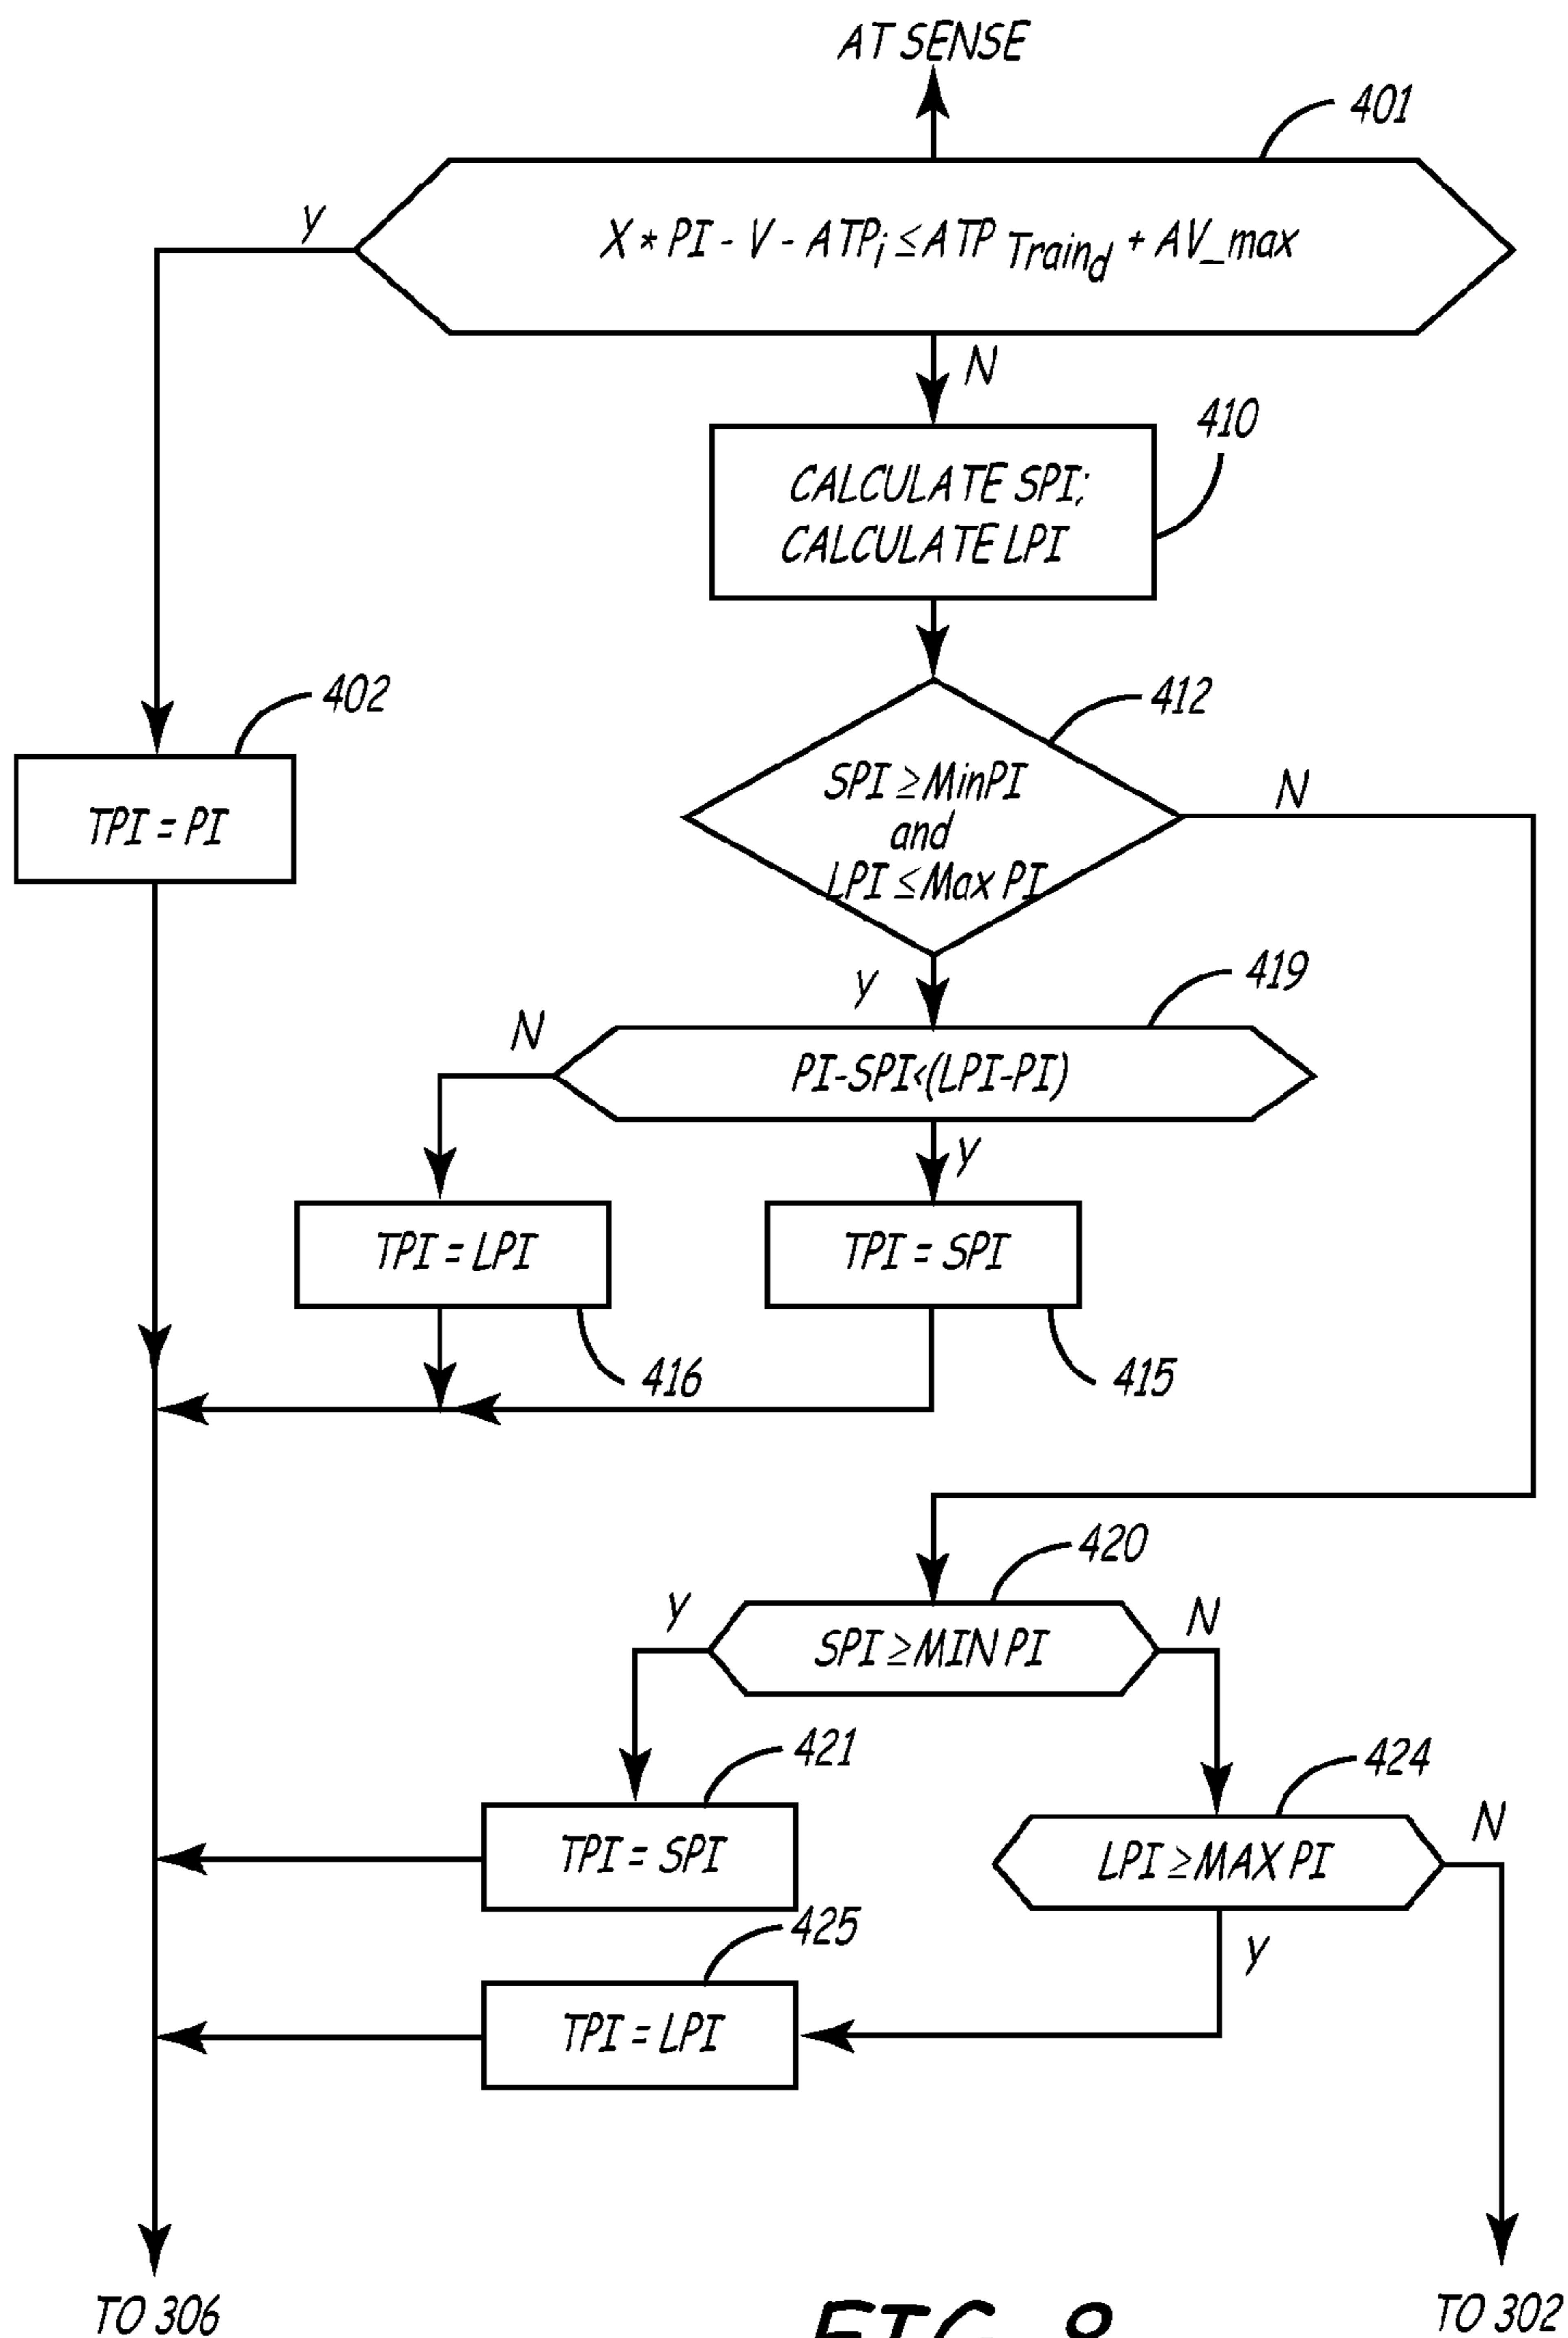 AT SENSE
401
Y
X * PI - V - ATPi ≤ ATP Traind + AV_max
N
410
CALCULATE SPI;
CALCULATE LPI
402
412
TPI = PI
SPI ≥ MinPI
and
LPI ≤ Max PI
N
Y
419
N
PI-SPI<(LPI-PI)
Y
TPI = LPI
TPI = SPI
416
415
420
Y
SPI ≥ MIN PI
N
421
424
TPI = SPI
LPI ≥ MAX PI
N
425
Y
TPI = LPI
TO 306
FIG. 8
TO 302